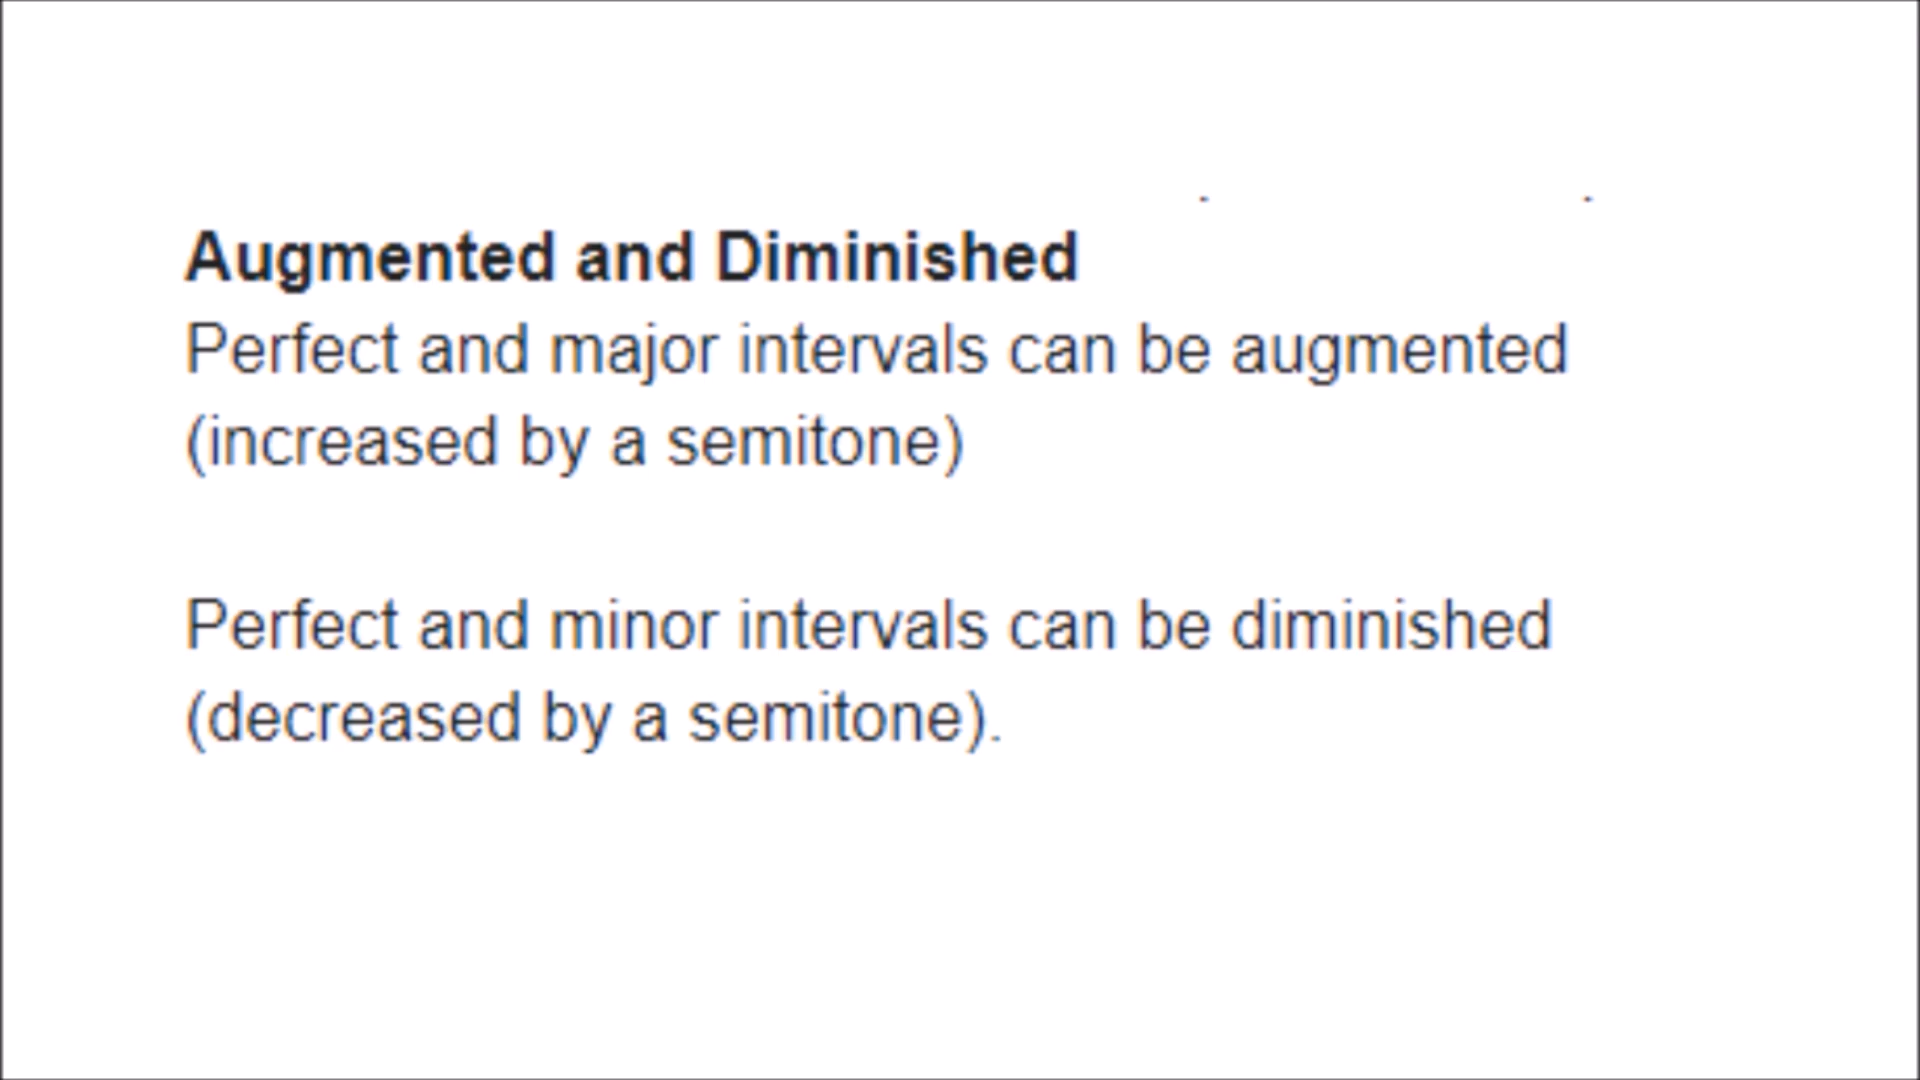 Augmented and Diminished
Perfect and major intervals can be augmented
(increased by a semitone)
Perfect and minor intervals can be diminished
(decreased by a semitone).